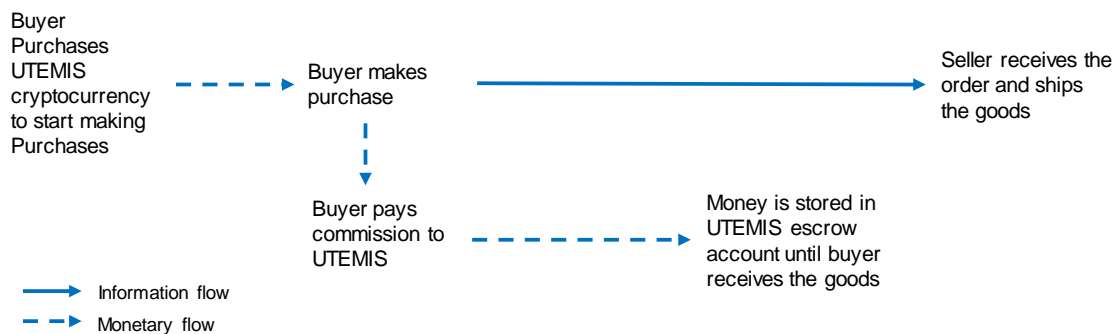 Buyer
Purchases
UTEMIS
cryptocurrency
to start making
Purchases
Buyer makes
purchase
Seller receives the
order and ships
the goods
Buyer pays
commission to
UTEMIS
Money is stored in
UTEMIS escrow
account until buyer
receives the goods
Information flow
Monetary flow